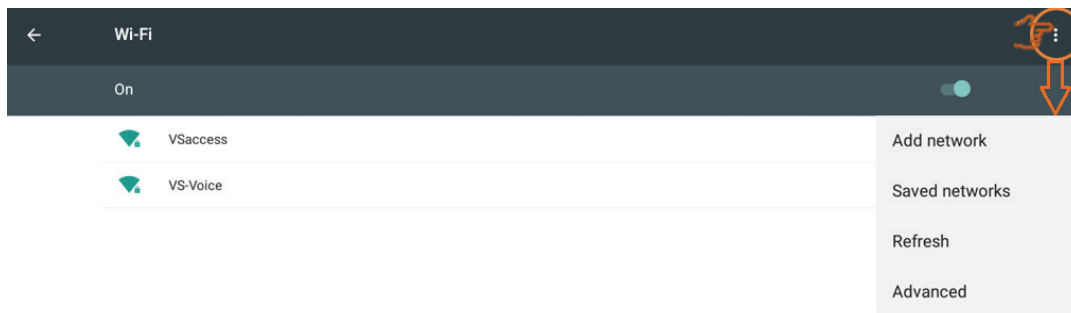 Wi-Fi
On
VSaccess
VS-Voice
Add network
Saved networks
Refresh
Advanced